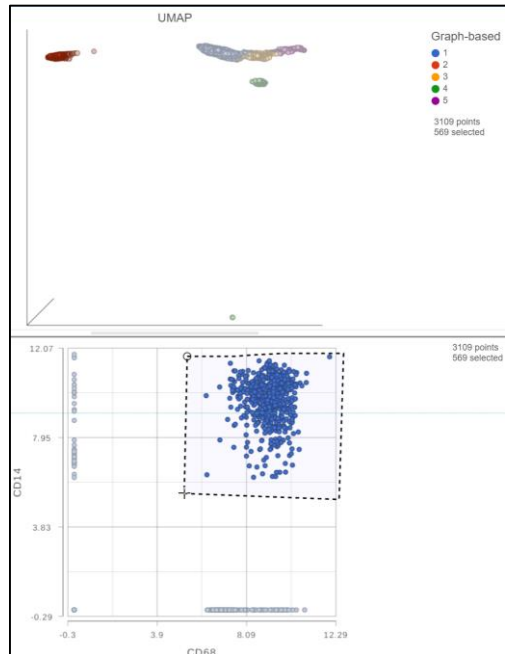 UMAP
Graph-based
1
2
3
4
5
3109 points
569 selected
3109 points
569 selected
12.07
7.95
3.83
-0.29
CD14
-0.3 3.9 8.09 12.29
CD68